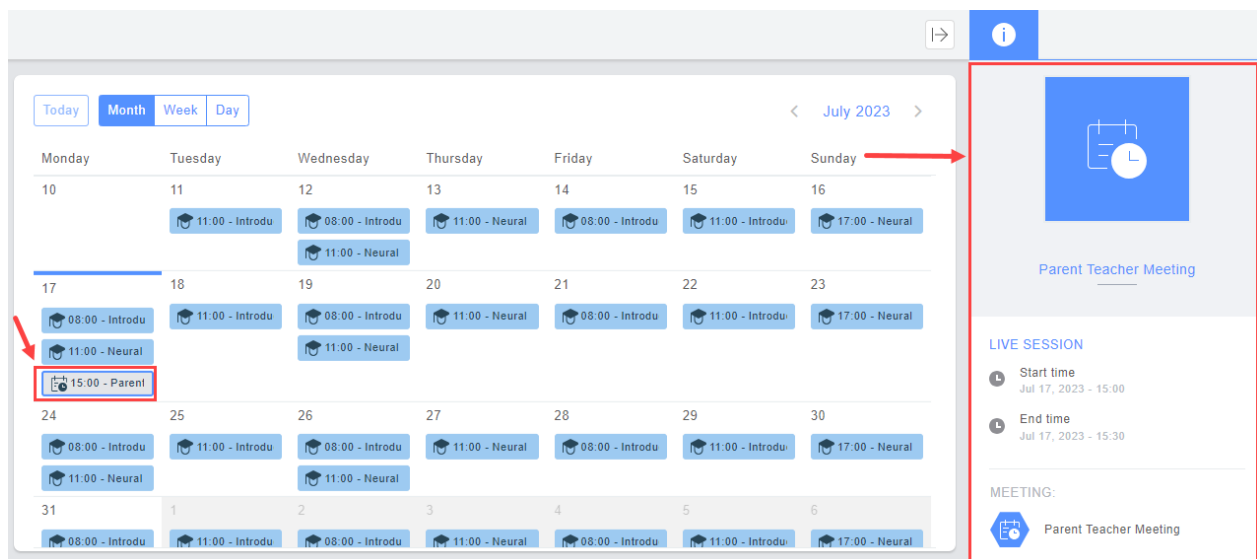 Today Month Week Day July 2023
Monday Tuesday Wednesday Thursday Friday Saturday Sunday
10 11 12 13 14 15 16
11:00 - Introdu 08:00 - Introdu 11:00 - Neural 08:00 - Introdu 11:00 - Introdu 17:00 - Neural
11:00 - Neural
17 18 19 20 21 22 23
08:00 - Introdu 11:00 - Introdu 08:00 - Introdu 11:00 - Neural 08:00 - Introdu 11:00 - Introdu 17:00 - Neural
11:00 - Neural 11:00 - Neural
15:00 - Parent
24 25 26 27 28 29 30
08:00 - Introdu 11:00 - Introdu 08:00 - Introdu 11:00 - Neural 08:00 - Introdu 11:00 - Introdu 17:00 - Neural
11:00 - Neural 11:00 - Neural
31 1 2 3 4 5 6
08:00 - Introdu 11:00 - Introdu 08:00 - Introdu 11:00 - Neural 08:00 - Introdu 11:00 - Introdu 17:00 - Neural
Parent Teacher Meeting
LIVE SESSION
Start time
Jul 17, 2023 - 15:00
End time
Jul 17, 2023 - 15:30
MEETING:
Parent Teacher Meeting